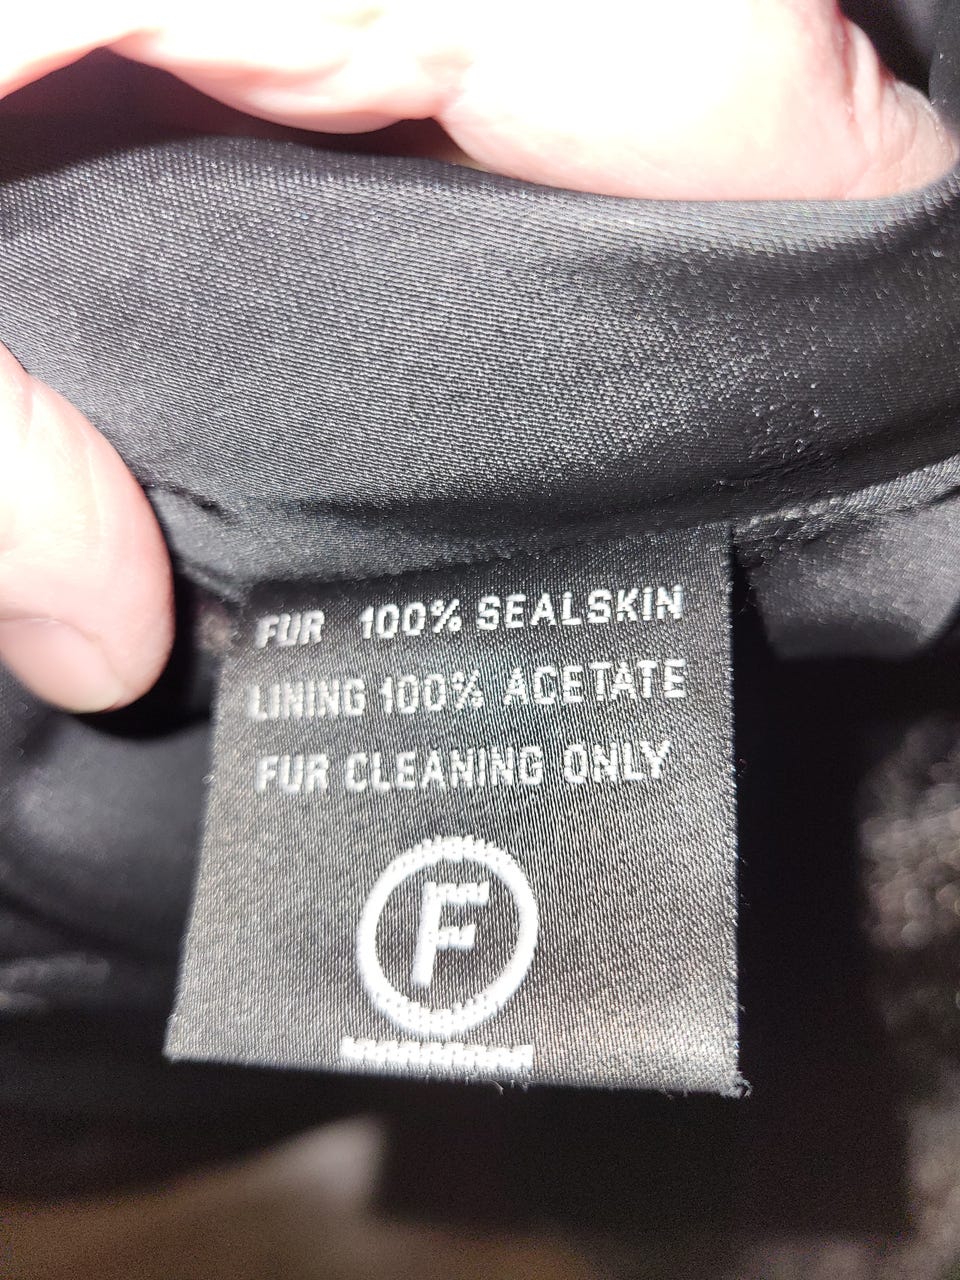 FUR 100% SEALSKIN
LINING 100% ACETATE
FUR CLEANING ONLY
F